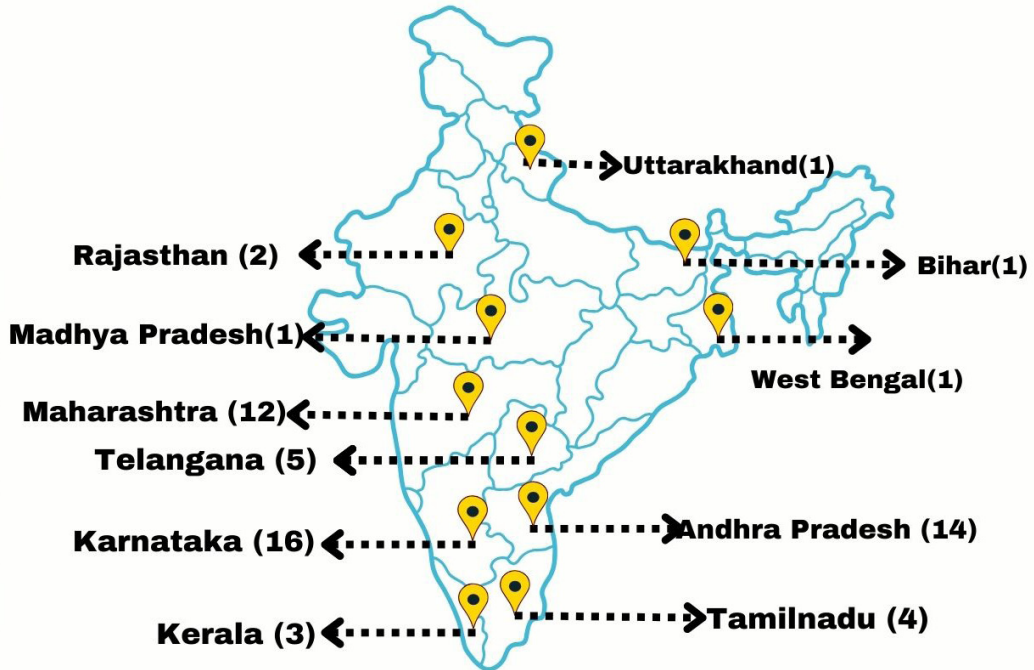 Uttarakhand(1)
Rajasthan (2)
Bihar(1)
Madhya Pradesh(1)
West Bengal(1)
Maharashtra (12)
Telangana (5)
Andhra Pradesh (14)
Karnataka (16)
Tamilnadu (4)
Kerala (3)